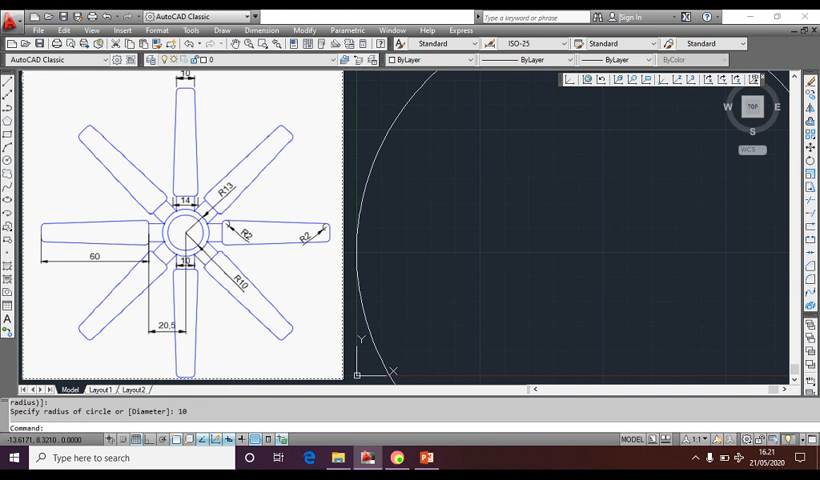 AutoCAD Classic
Type a keyword or phrase
Sign In
File Edit View Insert Format Tools Draw Dimension Modify Parametric Window Help Express
Standard ISO-25 Standard Standard
AutoCAD Classic 0 ByLayer ByLayer ByLayer ByColor
10
R13
14
R2
R2
60
10
R10
20,5
TOP
W
E
S
WCS
Y
X
Model Layout1 Layout2
radius)]:
Specify radius of circle or [Diameter]: 10
Command:
-13.6171, 8.3210, 0.0000
MODEL
1:1
Type here to search
16.21
21/05/2020